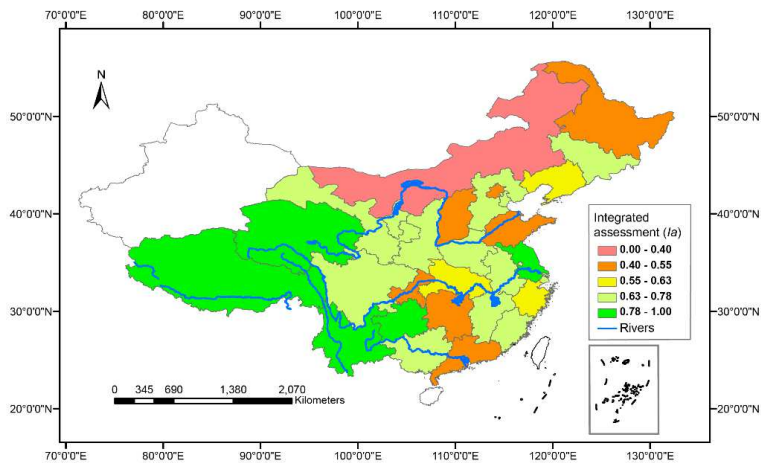 70°0'0"E 80°0'0"E 90°0'0"E 100°0'0"E 110°0'0"E 120°0'0"E 130°0'0"E
N
50°0'0"N 50°0'0"N
40°0'0"N 40°0'0"N
Integrated
assessment (Ia)
0.00 - 0.40
0.40 - 0.55
0.55 - 0.63
0.63 - 0.78
0.78 - 1.00
Rivers
30°0'0"N 30°0'0"N
0 345 690 1,380 2,070
Kilometers
20°0'0"N 20°0'0"N
70°0'0"E 80°0'0"E 90°0'0"E 100°0'0"E 110°0'0"E 120°0'0"E 130°0'0"E